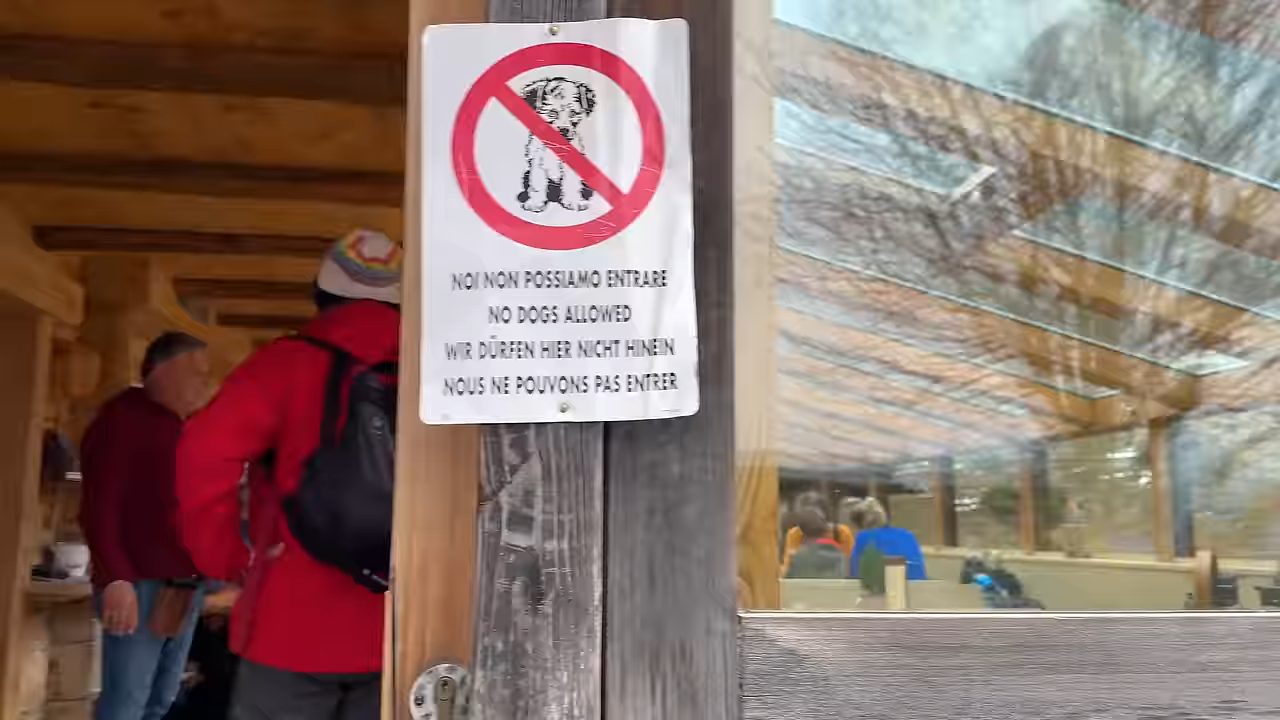 NOI NON POSSIAMO ENTRARE
NO DOGS ALLOWED
WIR DÜRFEN HIER NICHT HINEIN
NOUS NE POUVONS PAS ENTRER